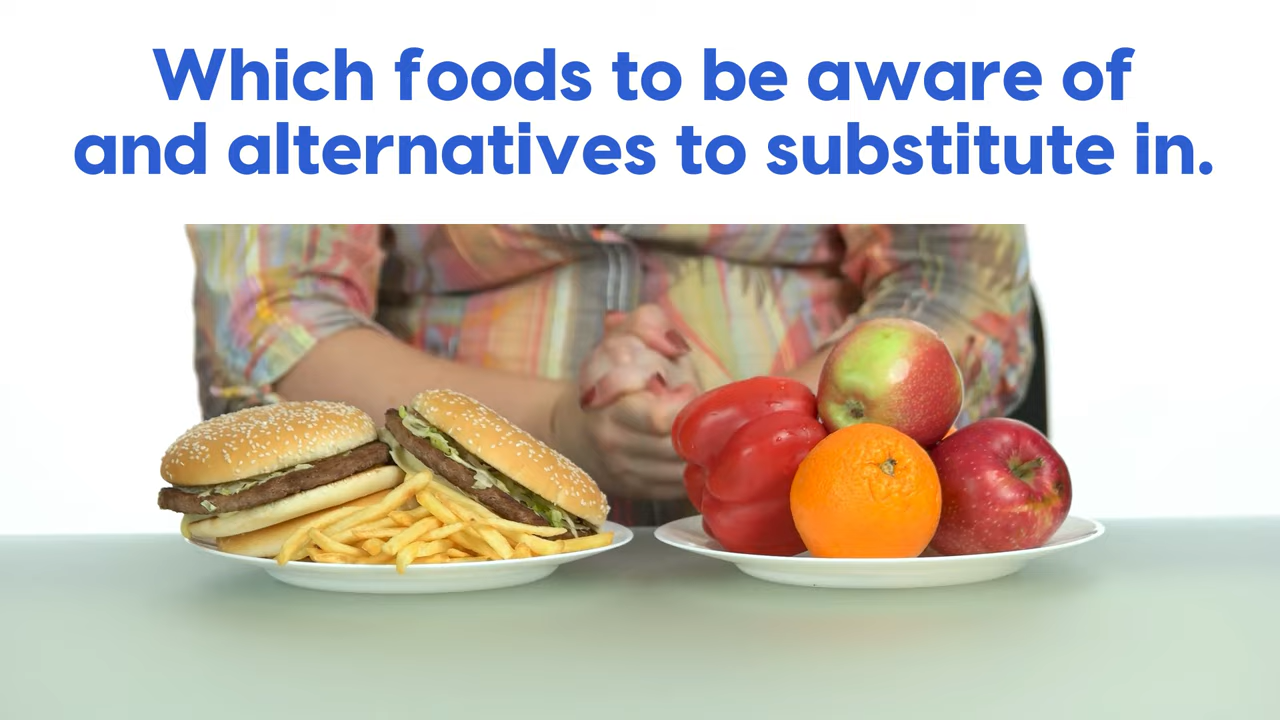 Which foods to be aware of
and alternatives to substitute in.